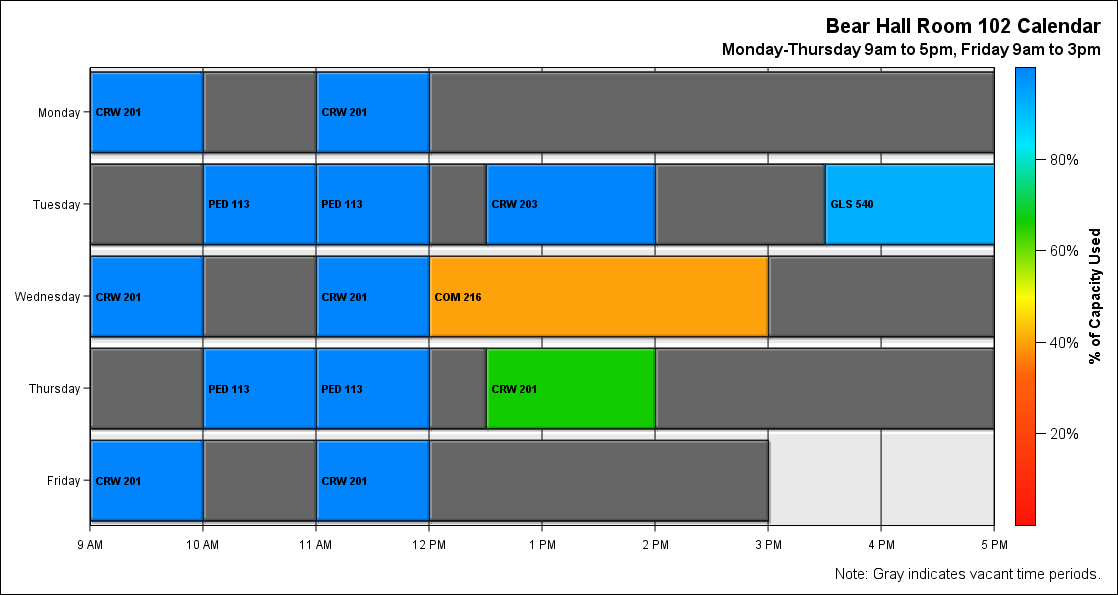 Bear Hall Room 102 Calendar
Monday-Thursday 9am to 5pm, Friday 9am to 3pm
Monday
CRW 201
CRW 201
Tuesday
PED 113
PED 113
CRW 203
GLS 540
Wednesday
CRW 201
CRW 201
COM 216
Thursday
PED 113
PED 113
CRW 201
Friday
CRW 201
CRW 201
9 AM
10 AM
11 AM
12 PM
1 PM
2 PM
3 PM
4 PM
5 PM
80%
60%
40%
20%
% of Capacity Used
Note: Gray indicates vacant time periods.